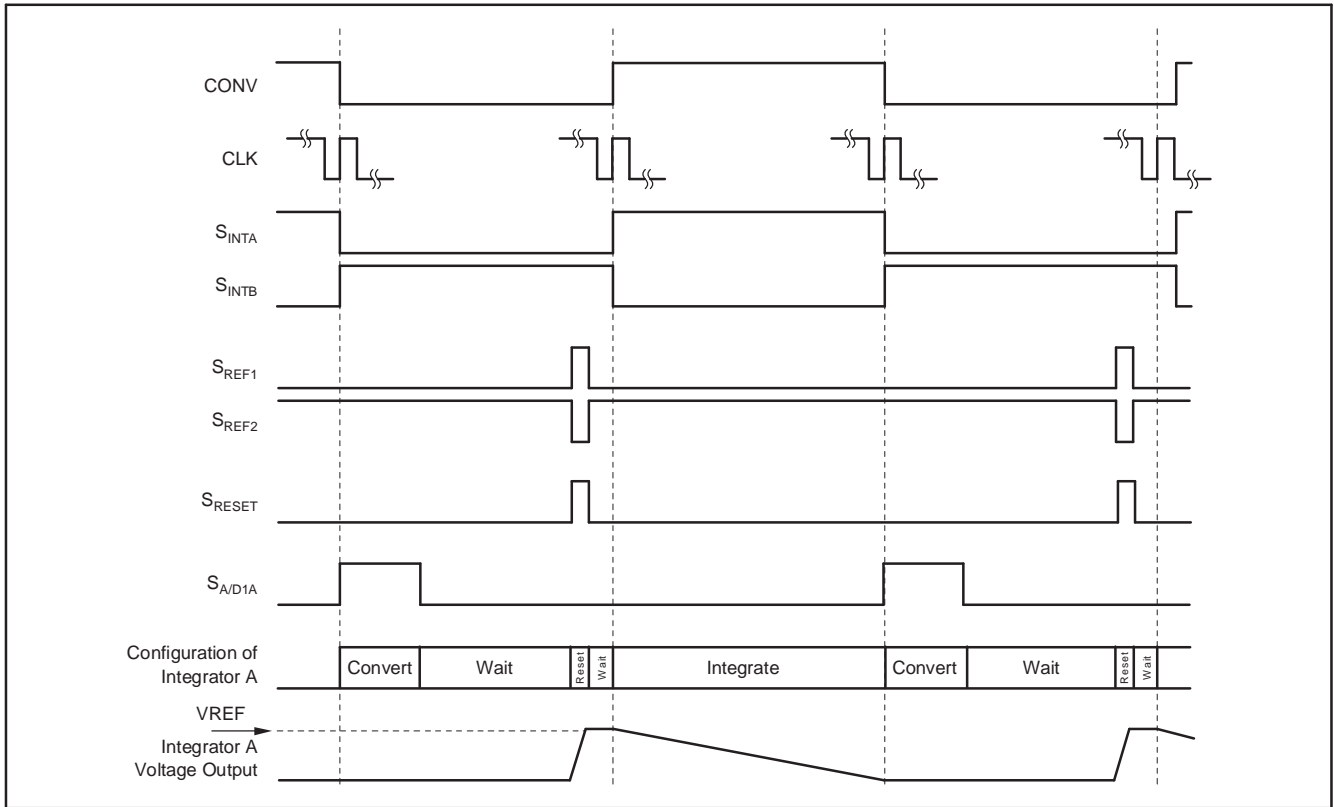 CONV
CLK
SINTA
SINTB
SREF1
SREF2
SRESET
SA/D1A
Configuration of
Integrator A
Convert Wait Reset Wait Integrate Convert Wait Reset Wait
VREF
Integrator A
Voltage Output